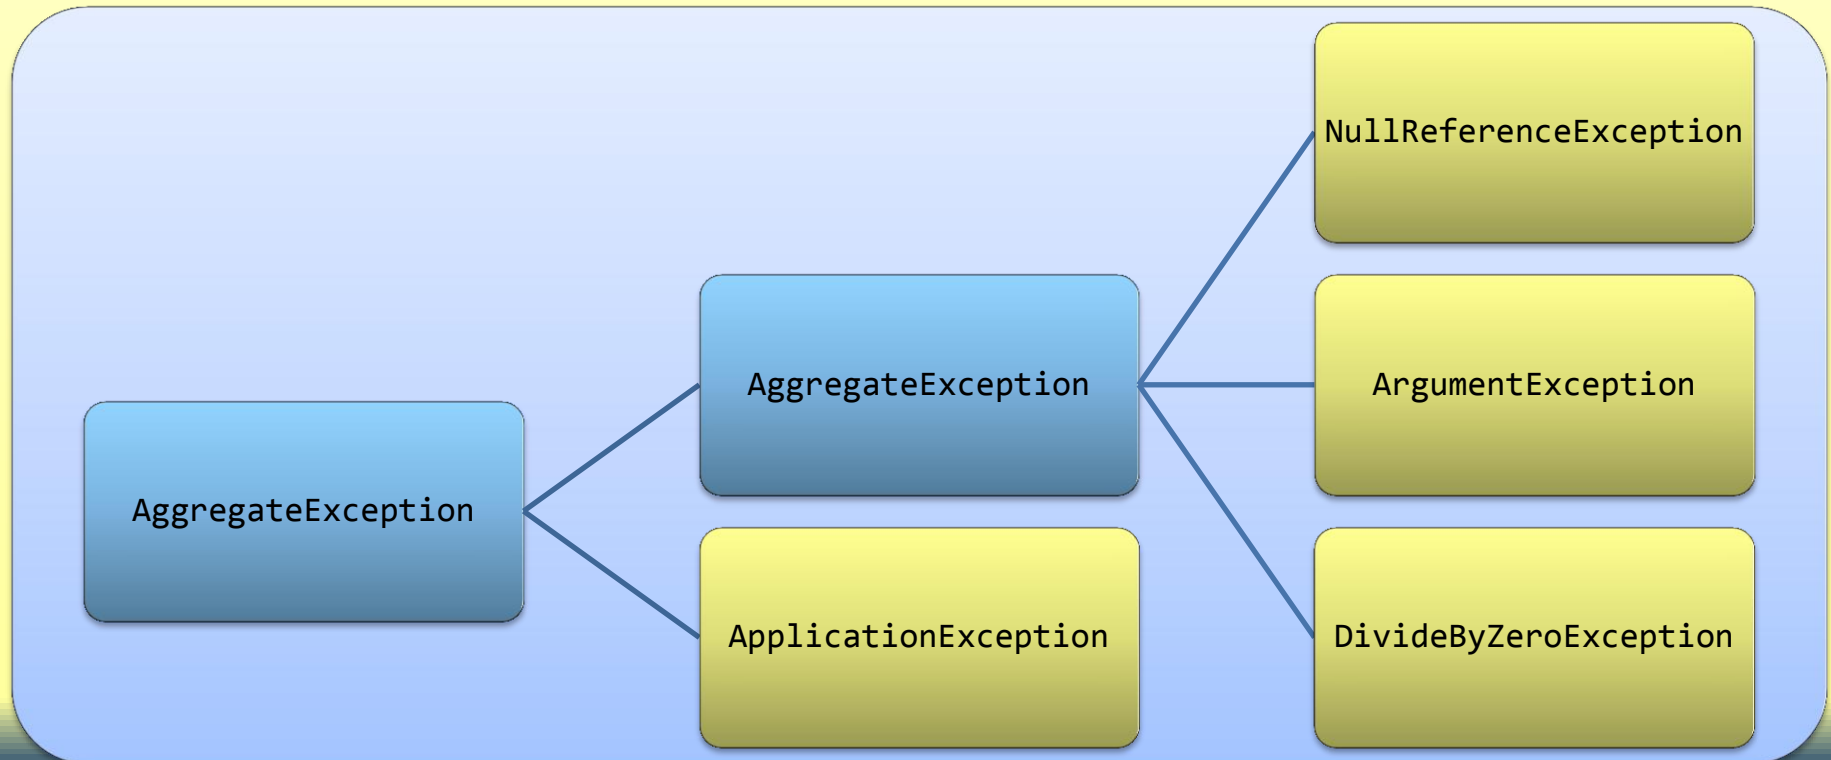 NullReferenceException
AggregateException
ArgumentException
AggregateException
ApplicationException
DivideByZeroException